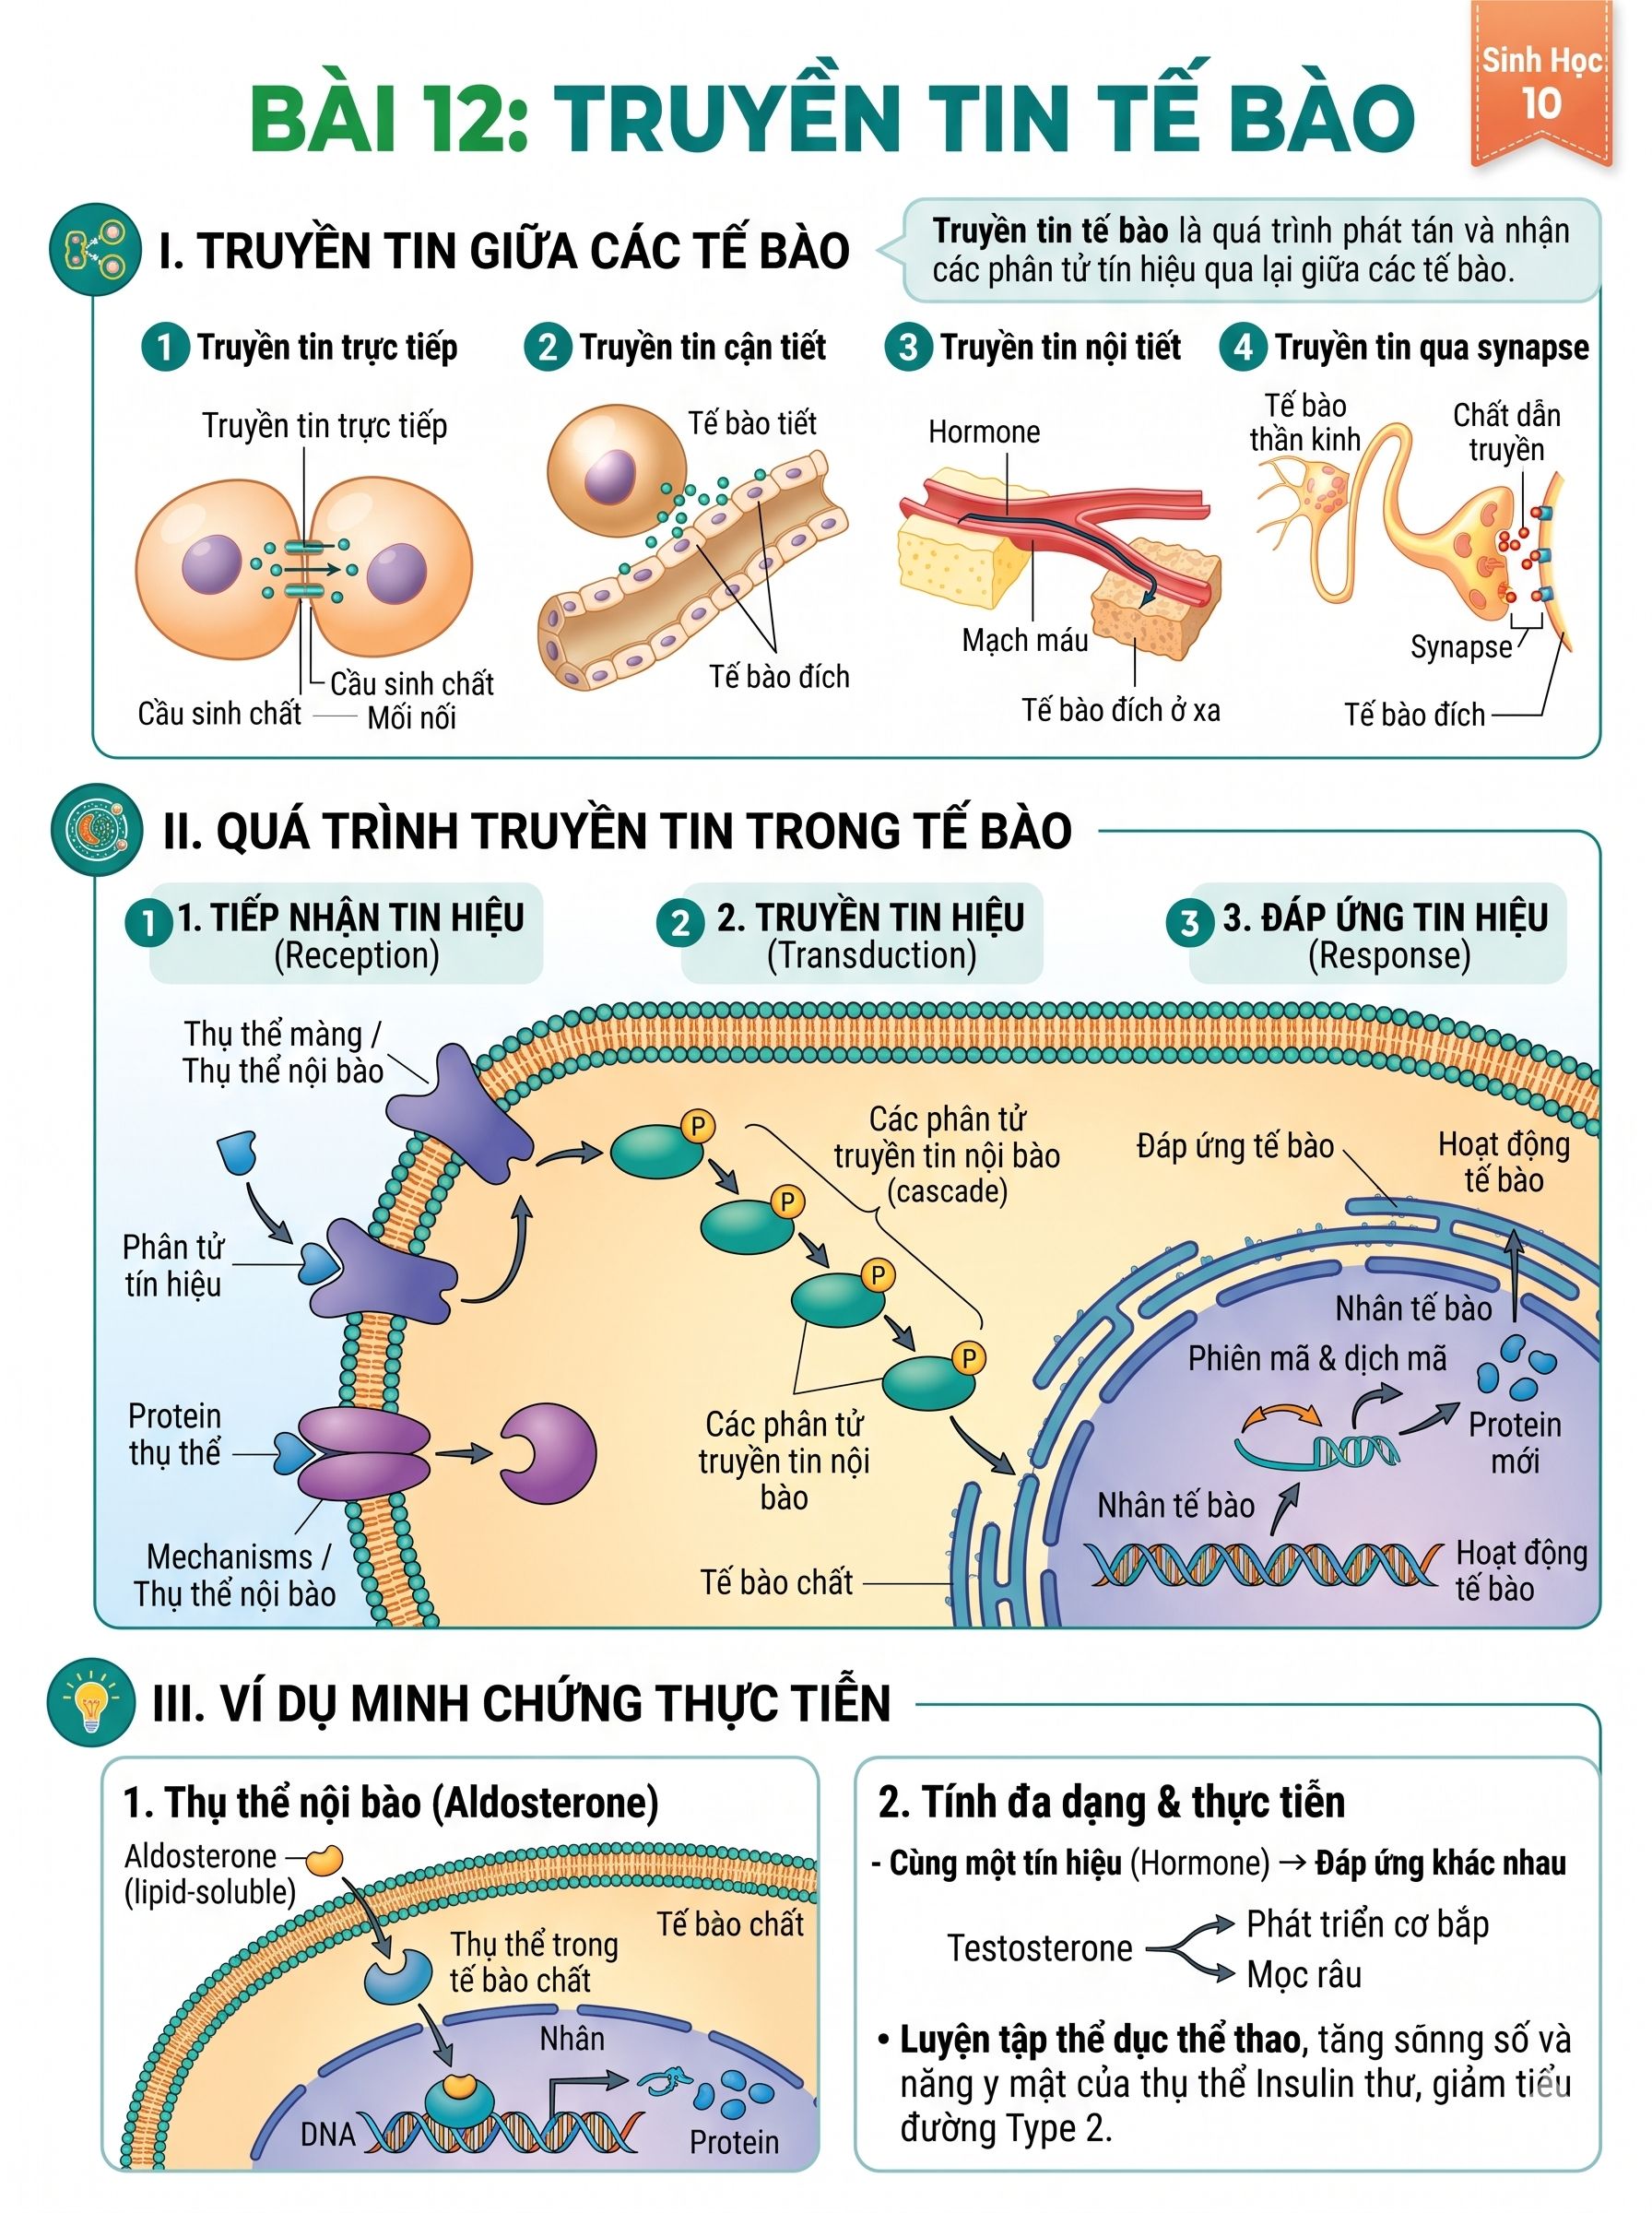 Sinh Học
10
BÀI 12: TRUYỀN TIN TẾ BÀO
I. TRUYỀN TIN GIỮA CÁC TẾ BÀO
Truyền tin tế bào là quá trình phát tán và nhận
các phân tử tín hiệu qua lại giữa các tế bào.
1 Truyền tin trực tiếp
Truyền tin trực tiếp
Cầu sinh chất
Cầu sinh chất
Mối nối
2 Truyền tin cận tiết
Tế bào tiết
Tế bào đích
3 Truyền tin nội tiết
Hormone
Mạch máu
Tế bào đích ở xa
4 Truyền tin qua synapse
Tế bào
thần kinh
Chất dẫn
truyền
Synapse
Tế bào đích
II. QUÁ TRÌNH TRUYỀN TIN TRONG TẾ BÀO
1 1. TIẾP NHẬN TIN HIỆU
(Reception)
2 2. TRUYỀN TIN HIỆU
(Transduction)
3 3. ĐÁP ỨNG TIN HIỆU
(Response)
Thụ thể màng /
Thụ thể nội bào
Phân tử
tín hiệu
Protein
thụ thể
Mechanisms /
Thụ thể nội bào
P
P
P
P
Các phân tử
truyền tin nội bào
(cascade)
Các phân tử
truyền tin nội
bào
Tế bào chất
Đáp ứng tế bào
Hoạt động
tế bào
Nhân tế bào
Phiên mã & dịch mã
Protein
mới
Nhân tế bào
Hoạt động
tế bào
III. VÍ DỤ MINH CHỨNG THỰC TIỄN
1. Thụ thể nội bào (Aldosterone)
Aldosterone
(lipid-soluble)
Tế bào chất
Thụ thể trong
tế bào chất
Nhân
DNA
Protein
2. Tính đa dạng & thực tiễn
- Cùng một tín hiệu (Hormone) → Đáp ứng khác nhau
Testosterone
Phát triển cơ bắp
Mọc râu
• Luyện tập thể dục thể thao, tăng số và
năng y mật của thụ thể Insulin thư, giảm tiểu
đường Type 2.